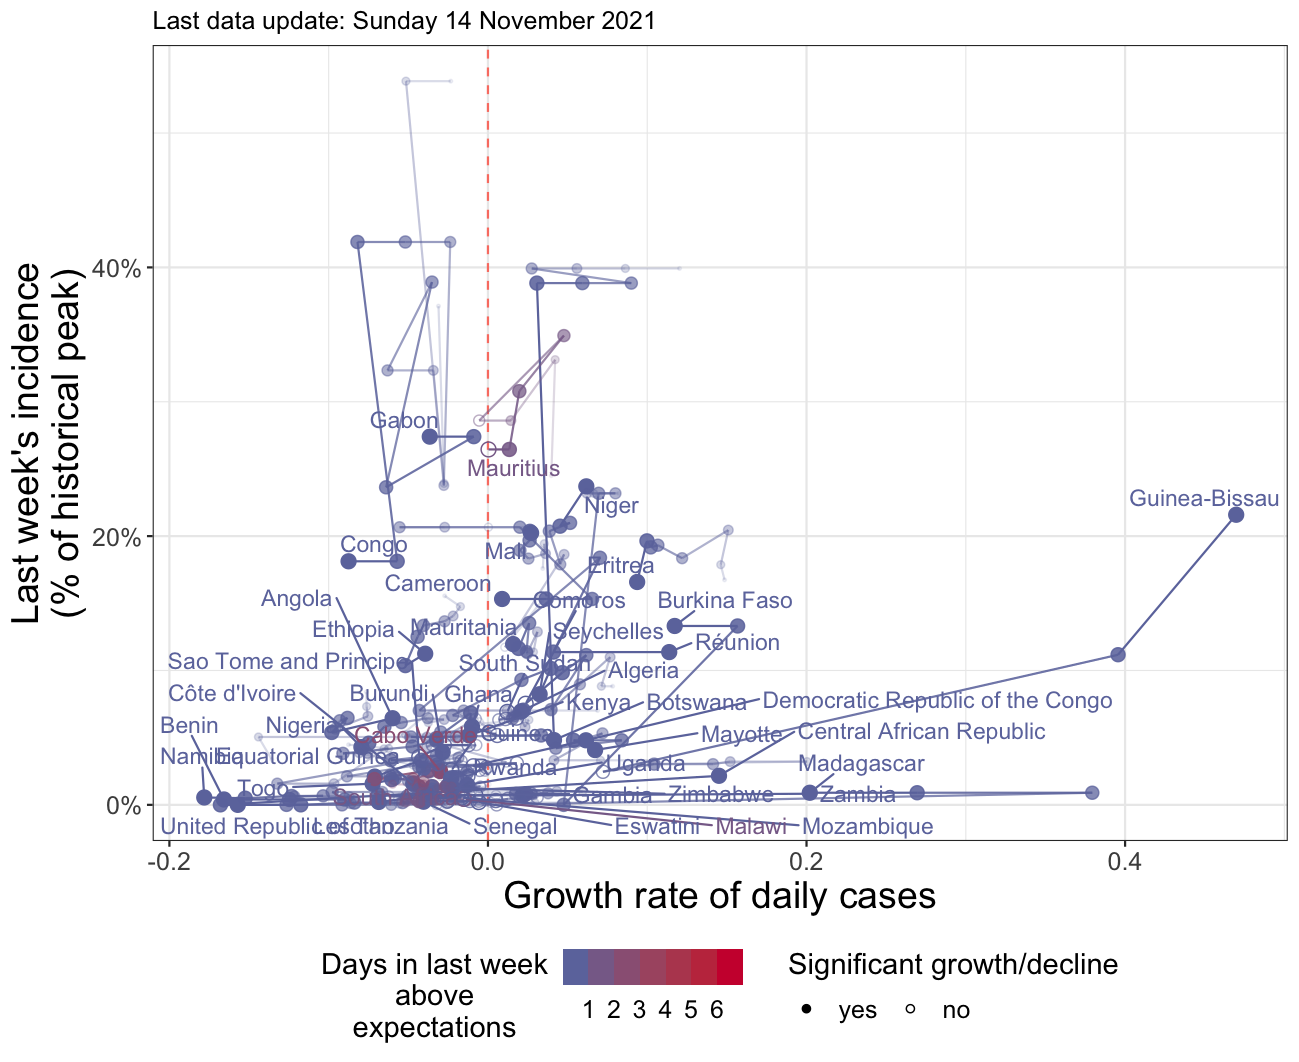 Last data update: Sunday 14 November 2021
Last week's incidence
(% of historical peak)
40%
20%
0%
Gabon
Mauritius
Niger
Guinea-Bissau
Congo
Mali
Eritrea
Cameroon
Angola
Comoros
Burkina Faso
Ethiopia
Mauritania
Seychelles
Réunion
Sao Tome and Principe
South Sudan
Algeria
Côte d'Ivoire
Burundi
Ghana
Kenya
Botswana
Democratic Republic of the Congo
Benin
Nigeria
Cabo Verde
Guinea
Mayotte
Central African Republic
Namibia
Equatorial Guinea
Rwanda
Uganda
Madagascar
Togo
Gambia
Zimbabwe
Zambia
United Republic of Tanzania
Lesotho
Senegal
Eswatini
Malawi
Mozambique
-0.2
0.0
0.2
0.4
Growth rate of daily cases
Days in last week
above
expectations
1 2 3 4 5 6
Significant growth/decline
yes
no